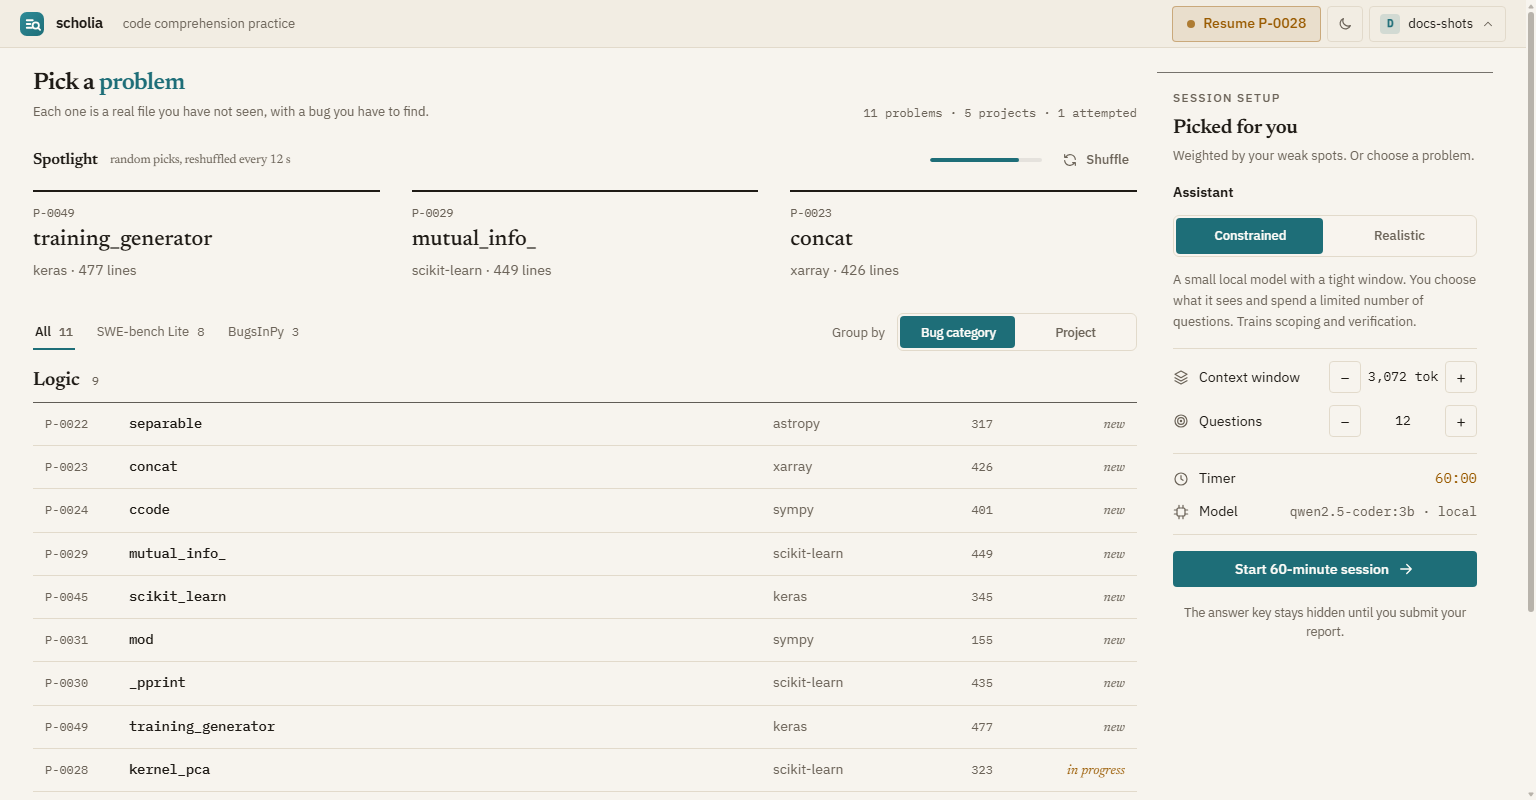 scholia code comprehension practice Resume P-0028 D docs-shots
Pick a problem
Each one is a real file you have not seen, with a bug you have to find.
11 problems · 5 projects · 1 attempted
Spotlight random picks, reshuffled every 12 s Shuffle
P-0049
training_generator
keras · 477 lines
P-0029
mutual_info_
scikit-learn · 449 lines
P-0023
concat
xarray · 426 lines
All 11 SWE-bench Lite 8 BugsInPy 3 Group by Bug category Project
Logic 9
P-0022 separable astropy 317 new
P-0023 concat xarray 426 new
P-0024 ccode sympy 401 new
P-0029 mutual_info_ scikit-learn 449 new
P-0045 scikit_learn keras 345 new
P-0031 mod sympy 155 new
P-0030 _pprint scikit-learn 435 new
P-0049 training_generator keras 477 new
P-0028 kernel_pca scikit-learn 323 in progress
SESSION SETUP
Picked for you
Weighted by your weak spots. Or choose a problem.
Assistant
Constrained Realistic
A small local model with a tight window. You choose
what it sees and spend a limited number of
questions. Trains scoping and verification.
Context window − 3,072 tok +
Questions − 12 +
Timer 60:00
Model qwen2.5-coder:3b · local
Start 60-minute session →
The answer key stays hidden until you submit your
report.